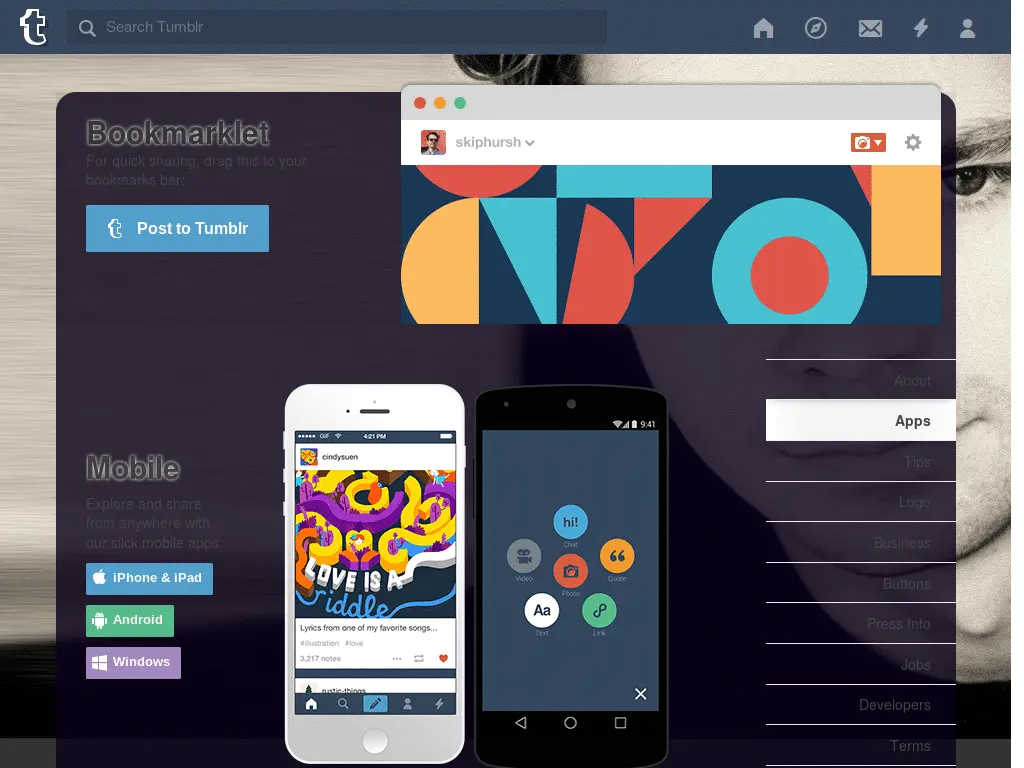 Search Tumblr
Bookmarklet
For quick sharing, drag this to your
bookmarks bar:
Post to Tumblr
skiphursh
Mobile
Explore and share
from anywhere with
our slick mobile apps.
iPhone & iPad
Android
Windows
GIF
4:21 PM
cindysuen
LOVE IS A
riddle
Lyrics from one of my favorite songs...
#illustration #love
3,217 notes
rustic-things
9:41
hi!
Chat
Video
Photo
Quote
Aa
Text
Link
About
Apps
Tips
Logo
Business
Buttons
Press Info
Jobs
Developers
Terms